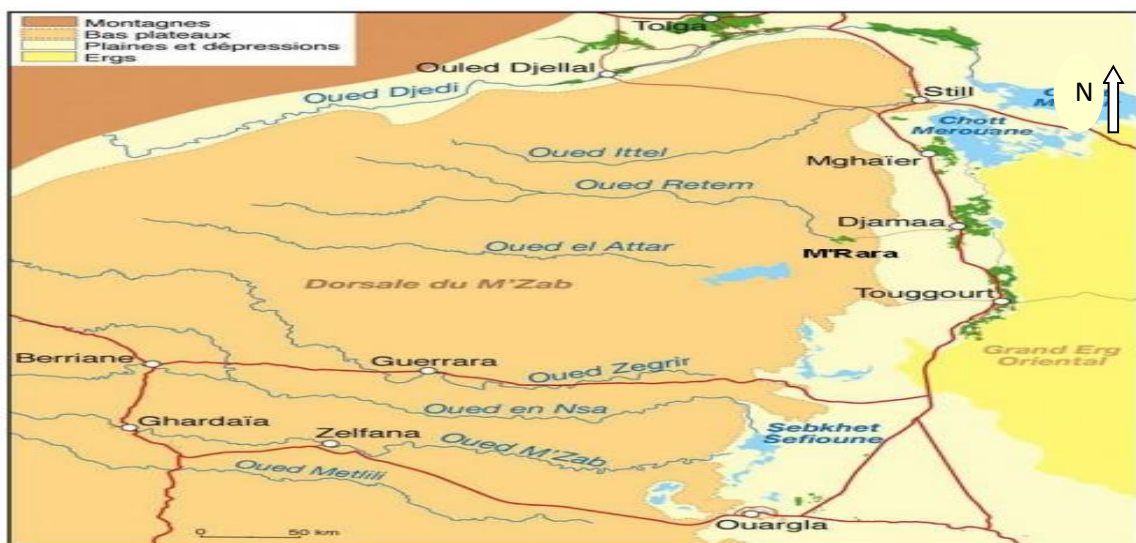 Montagnes
Bas plateaux
Plaines et dépressions
Ergs
Tolga
Ouled Djellal
Oued Djedi
Still
N
Chott
Merouane
Oued Ittel
Mghaïer
Oued Retem
Djamaa
Oued el Attar
M'Rara
Dorsale du M'Zab
Touggourt
Berriane
Guerrara
Oued Zegrir
Grand Erg
Oriental
Oued en Nsa
Ghardaïa
Zelfana
Oued M'Zab
Sebkhet
Sefioune
Oued Metlili
0 50 km
Ouargla